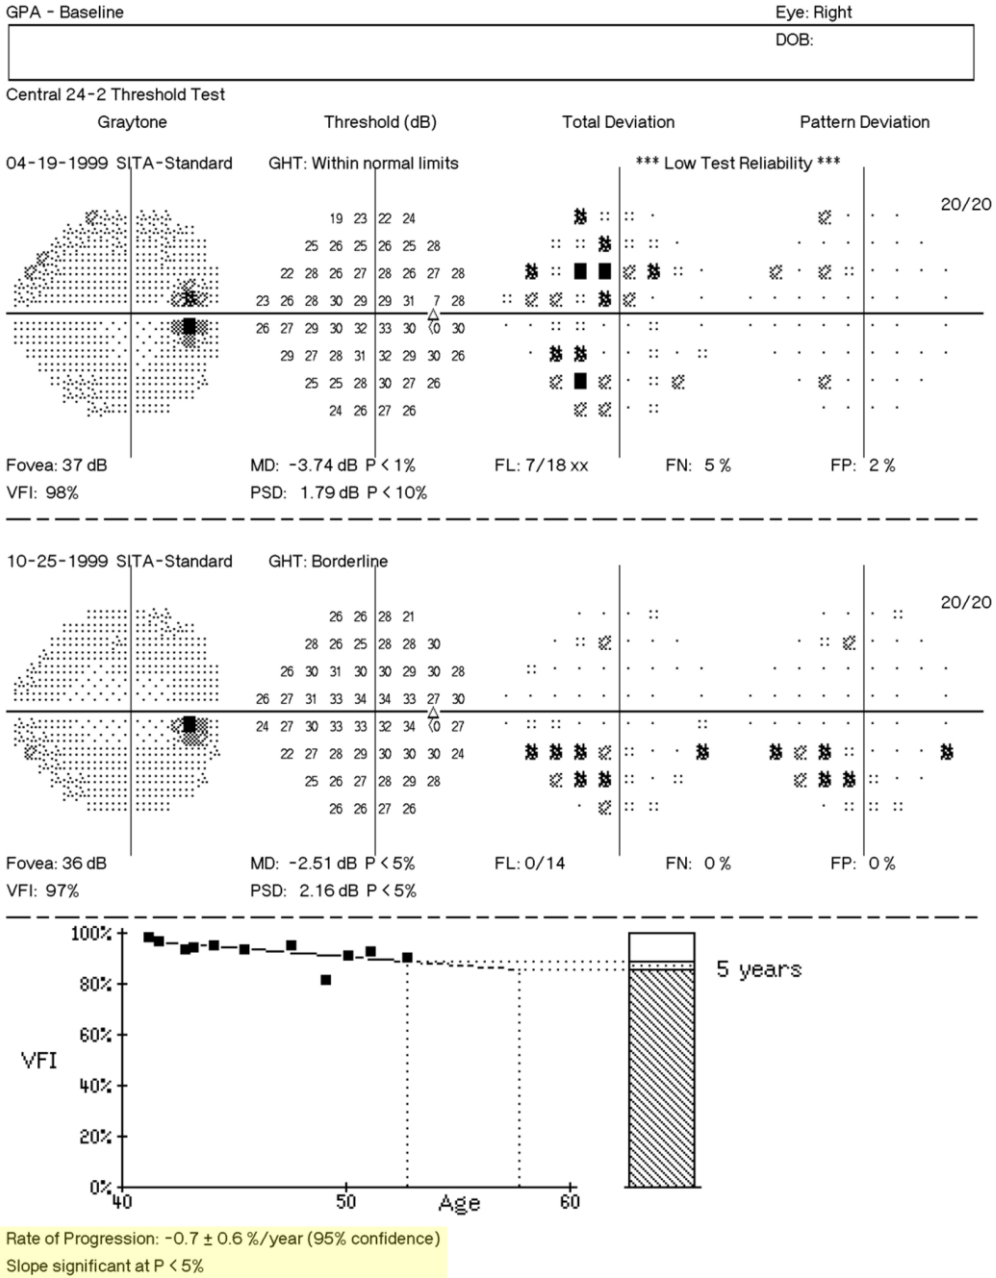 GPA - Baseline Eye: Right
DOB:
Central 24-2 Threshold Test
Graytone Threshold (dB) Total Deviation Pattern Deviation
04-19-1999 SITA-Standard GHT: Within normal limits *** Low Test Reliability ***
20/20
19 23 22 24
25 26 25 26 25 28
22 28 26 27 28 26 27 28
23 26 28 30 29 29 31 7 28
26 27 29 30 32 33 30 <0 30
29 27 28 31 32 29 30 26
25 25 28 30 27 26
24 26 27 26
Fovea: 37 dB MD: -3.74 dB P < 1% FL: 7/18 xx FN: 5 % FP: 2 %
VFI: 98% PSD: 1.79 dB P < 10%
10-25-1999 SITA-Standard GHT: Borderline
20/20
26 26 28 21
28 26 25 28 28 30
26 30 31 30 30 29 30 28
26 27 31 33 34 34 33 27 30
24 27 30 33 33 32 34 <0 27
22 27 28 29 30 30 30 24
25 26 27 28 29 28
26 26 27 26
Fovea: 36 dB MD: -2.51 dB P < 5% FL: 0/14 FN: 0 % FP: 0 %
VFI: 97% PSD: 2.16 dB P < 5%
100%
5 years
80%
60%
VFI
40%
20%
0%
40 50 Age 60
Rate of Progression: -0.7 ± 0.6 %/year (95% confidence)
Slope significant at P < 5%